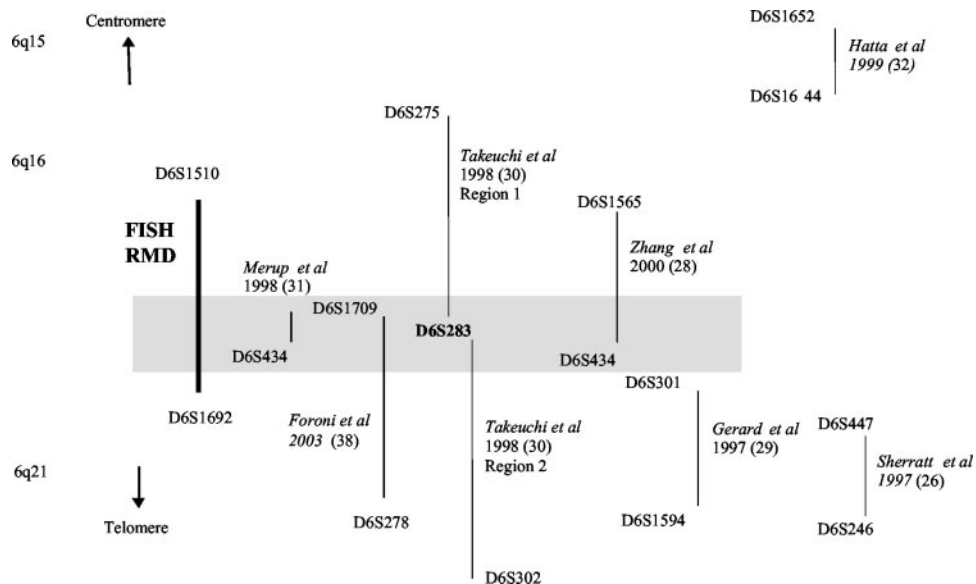 Centromere
6q15
D6S1652
Hatta et al
1999 (32)
D6S16 44
D6S275
6q16
D6S1510
Takeuchi et al
1998 (30)
Region 1
D6S1565
FISH
RMD
Zhang et al
2000 (28)
Merup et al
1998 (31)
D6S1709
D6S283
D6S434
D6S434
D6S301
D6S1692
Foroni et al
2003 (38)
Takeuchi et al
1998 (30)
Region 2
Gerard et al
1997 (29)
D6S447
Sherratt et al
1997 (26)
6q21
Telomere
D6S278
D6S1594
D6S246
D6S302